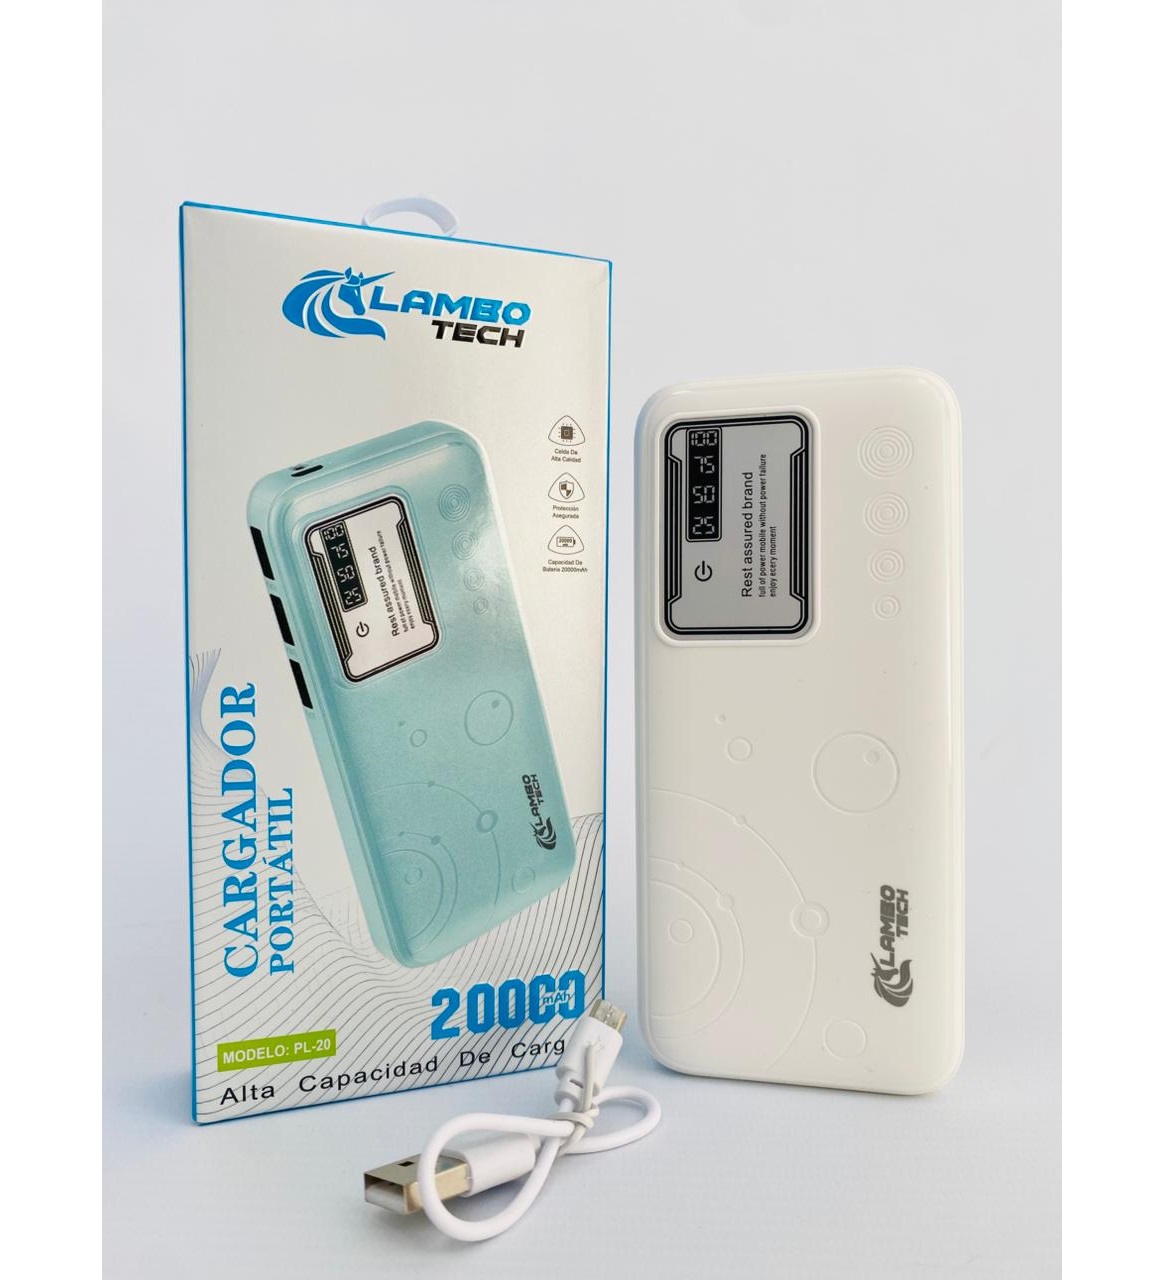 LAMBO
TECH
Celda De
Alta Calidad
Protección
Asegurada
20000
Capacidad De
Batería 20000mAh
25 50 75 100
Rest assured brand
full of power mobile without power failure
enjoy ecery moment
LAMBO
TECH
CARGADOR
PORTÁTIL
20000
mAh
MODELO: PL-20
Alta Capacidad De Carg
25 50 75 100
Rest assured brand
full of power mobile without power failure
enjoy ecery moment
LAMBO
TECH